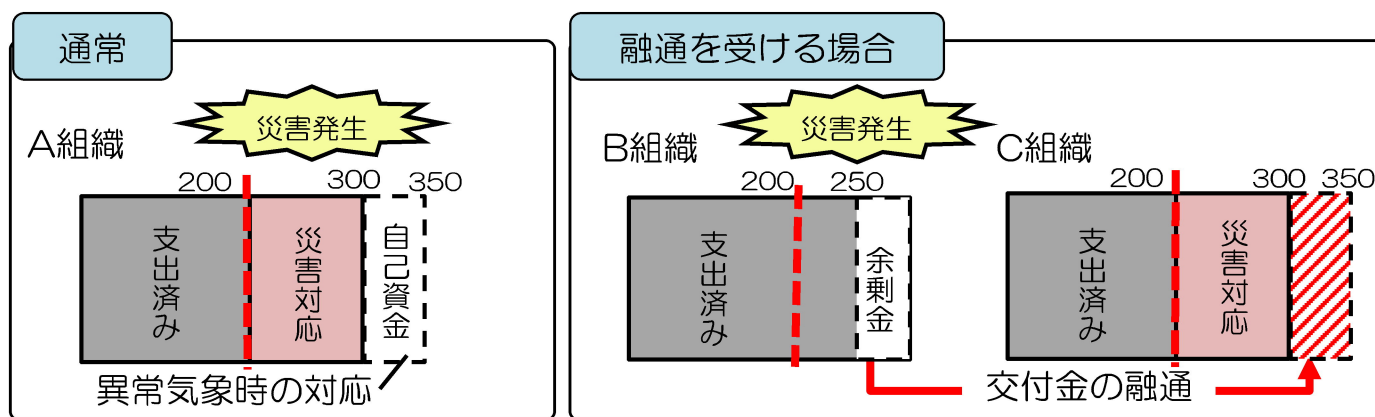 通常
災害発生
A組織
200
300
350
支出済み
災害対応
自己資金
異常気象時の対応
融通を受ける場合
災害発生
B組織
200
250
支出済み
余剰金
C組織
200
300
350
支出済み
災害対応
交付金の融通